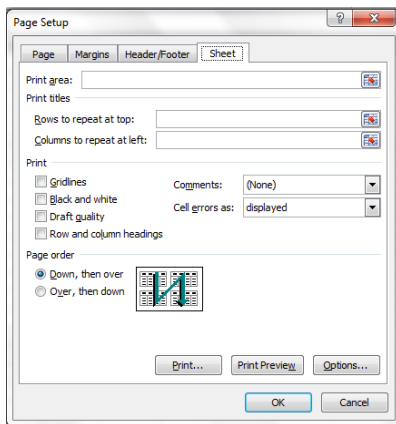 Page Setup
Page Margins Header/Footer Sheet
Print area:
Print titles
Rows to repeat at top:
Columns to repeat at left:
Print
Gridlines
Black and white
Draft quality
Row and column headings
Comments: (None)
Cell errors as: displayed
Page order
Down, then over
Over, then down
Print... Print Preview Options...
OK Cancel